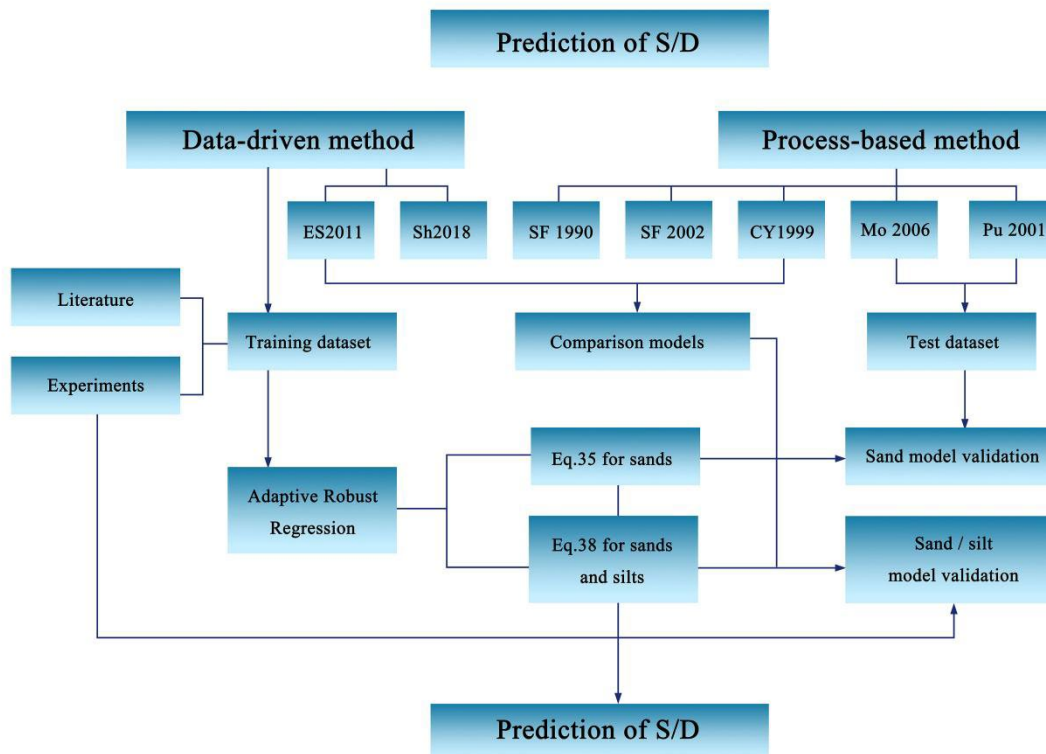 Prediction of S/D
Data-driven method
Process-based method
ES2011
Sh2018
SF 1990
SF 2002
CY1999
Mo 2006
Pu 2001
Literature
Training dataset
Comparison models
Test dataset
Experiments
Eq.35 for sands
Sand model validation
Adaptive Robust
Regression
Eq.38 for sands
and silts
Sand / silt
model validation
Prediction of S/D